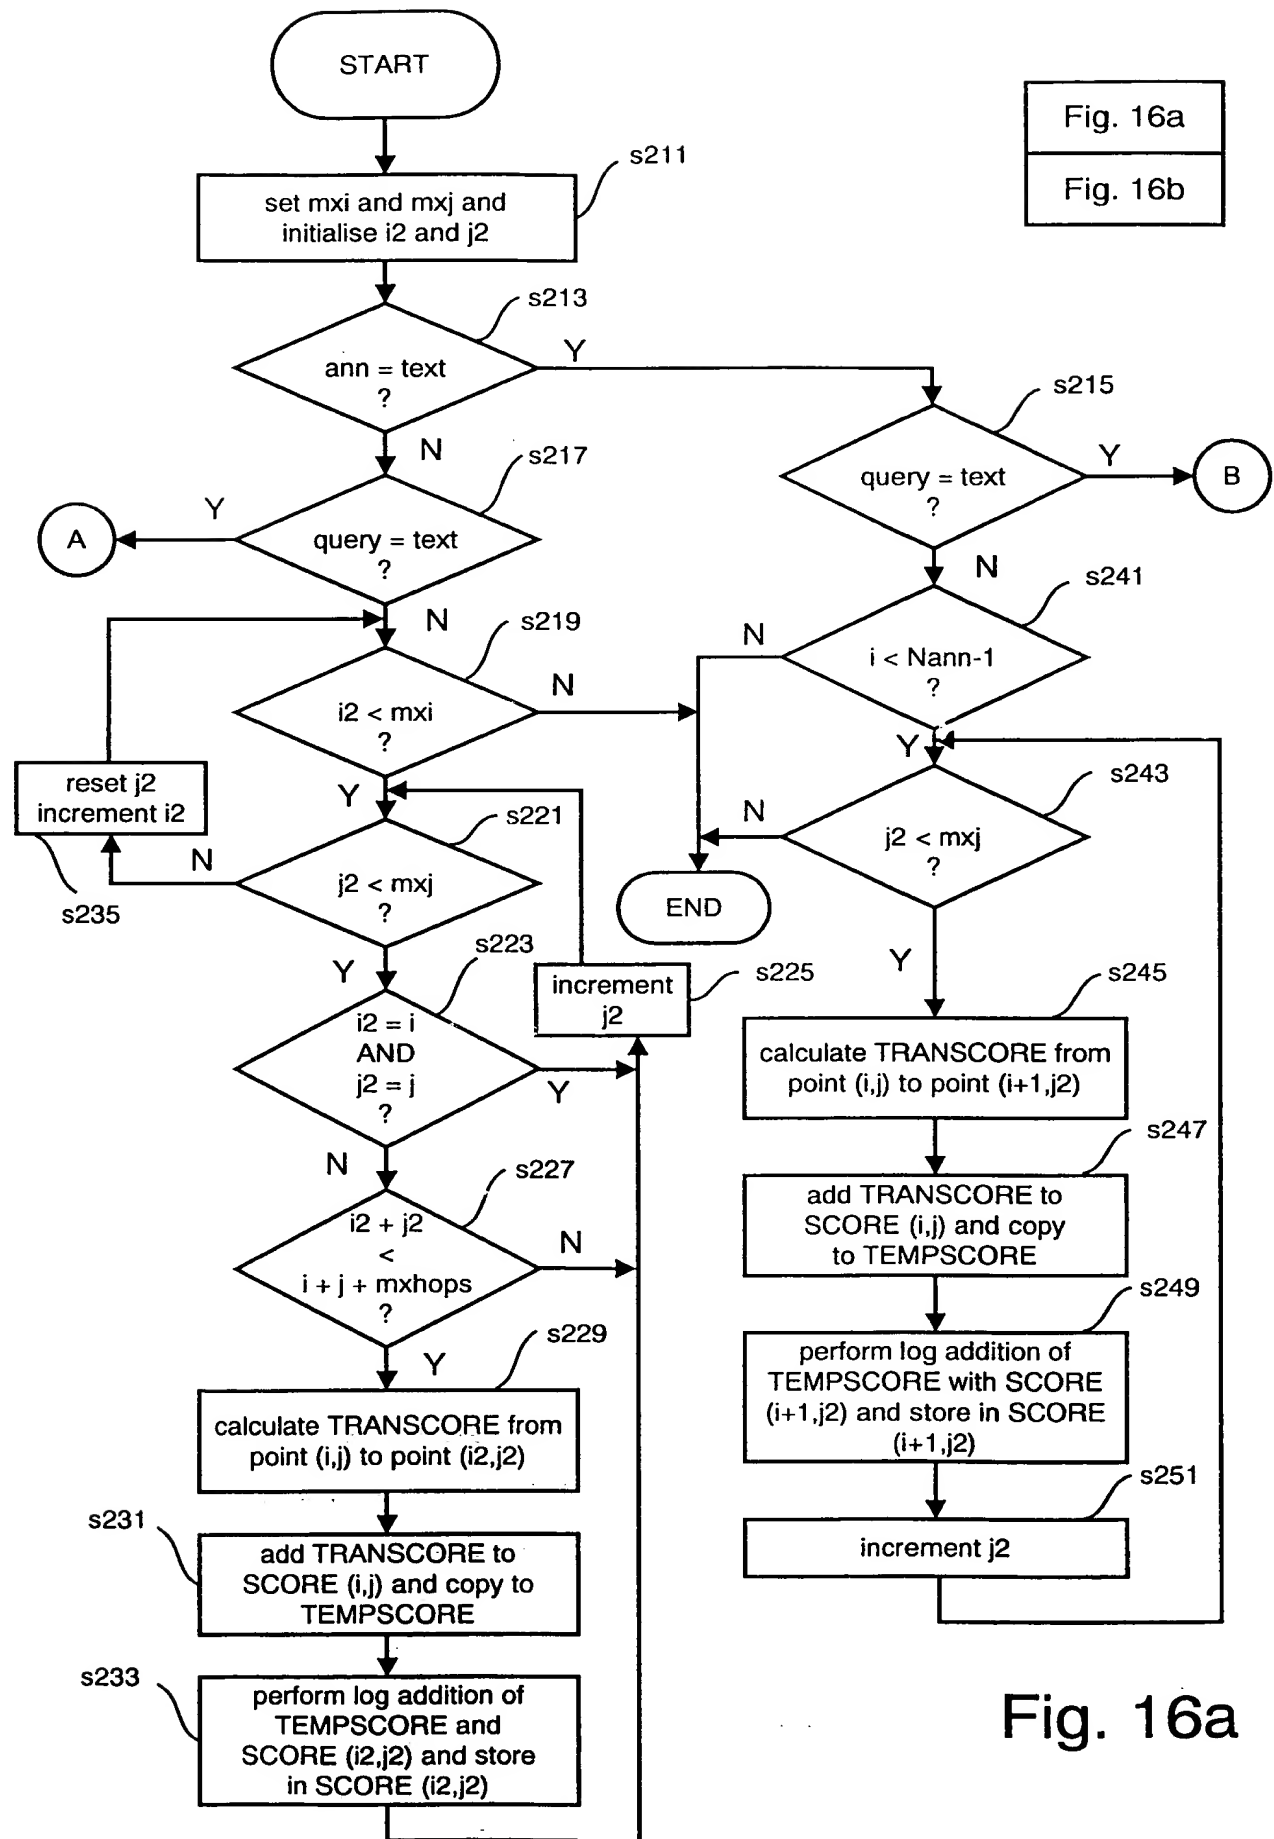 START
Fig. 16a
Fig. 16b
s211
set mxi and mxj and
initialise i2 and j2
s213
ann = text
?
Y
N
s215
query = text
?
Y
B
N
s217
query = text
?
Y
A
N
s219
i2 < mxi
?
N
Y
s241
i < Nann-1
?
N
Y
reset j2
increment i2
s235
s221
j2 < mxj
?
N
Y
s243
j2 < mxj
?
N
Y
END
s223
i2 = i
AND
j2 = j
?
Y
N
increment
j2
s225
s227
i2 + j2
<
i + j + mxhops
?
N
Y
s229
calculate TRANSCORE from
point (i,j) to point (i2,j2)
s231
add TRANSCORE to
SCORE (i,j) and copy to
TEMPSCORE
s233
perform log addition of
TEMPSCORE and
SCORE (i2,j2) and store
in SCORE (i2,j2)
s245
calculate TRANSCORE from
point (i,j) to point (i+1,j2)
s247
add TRANSCORE to
SCORE (i,j) and copy
to TEMPSCORE
s249
perform log addition of
TEMPSCORE with SCORE
(i+1,j2) and store in SCORE
(i+1,j2)
s251
increment j2
Fig. 16a